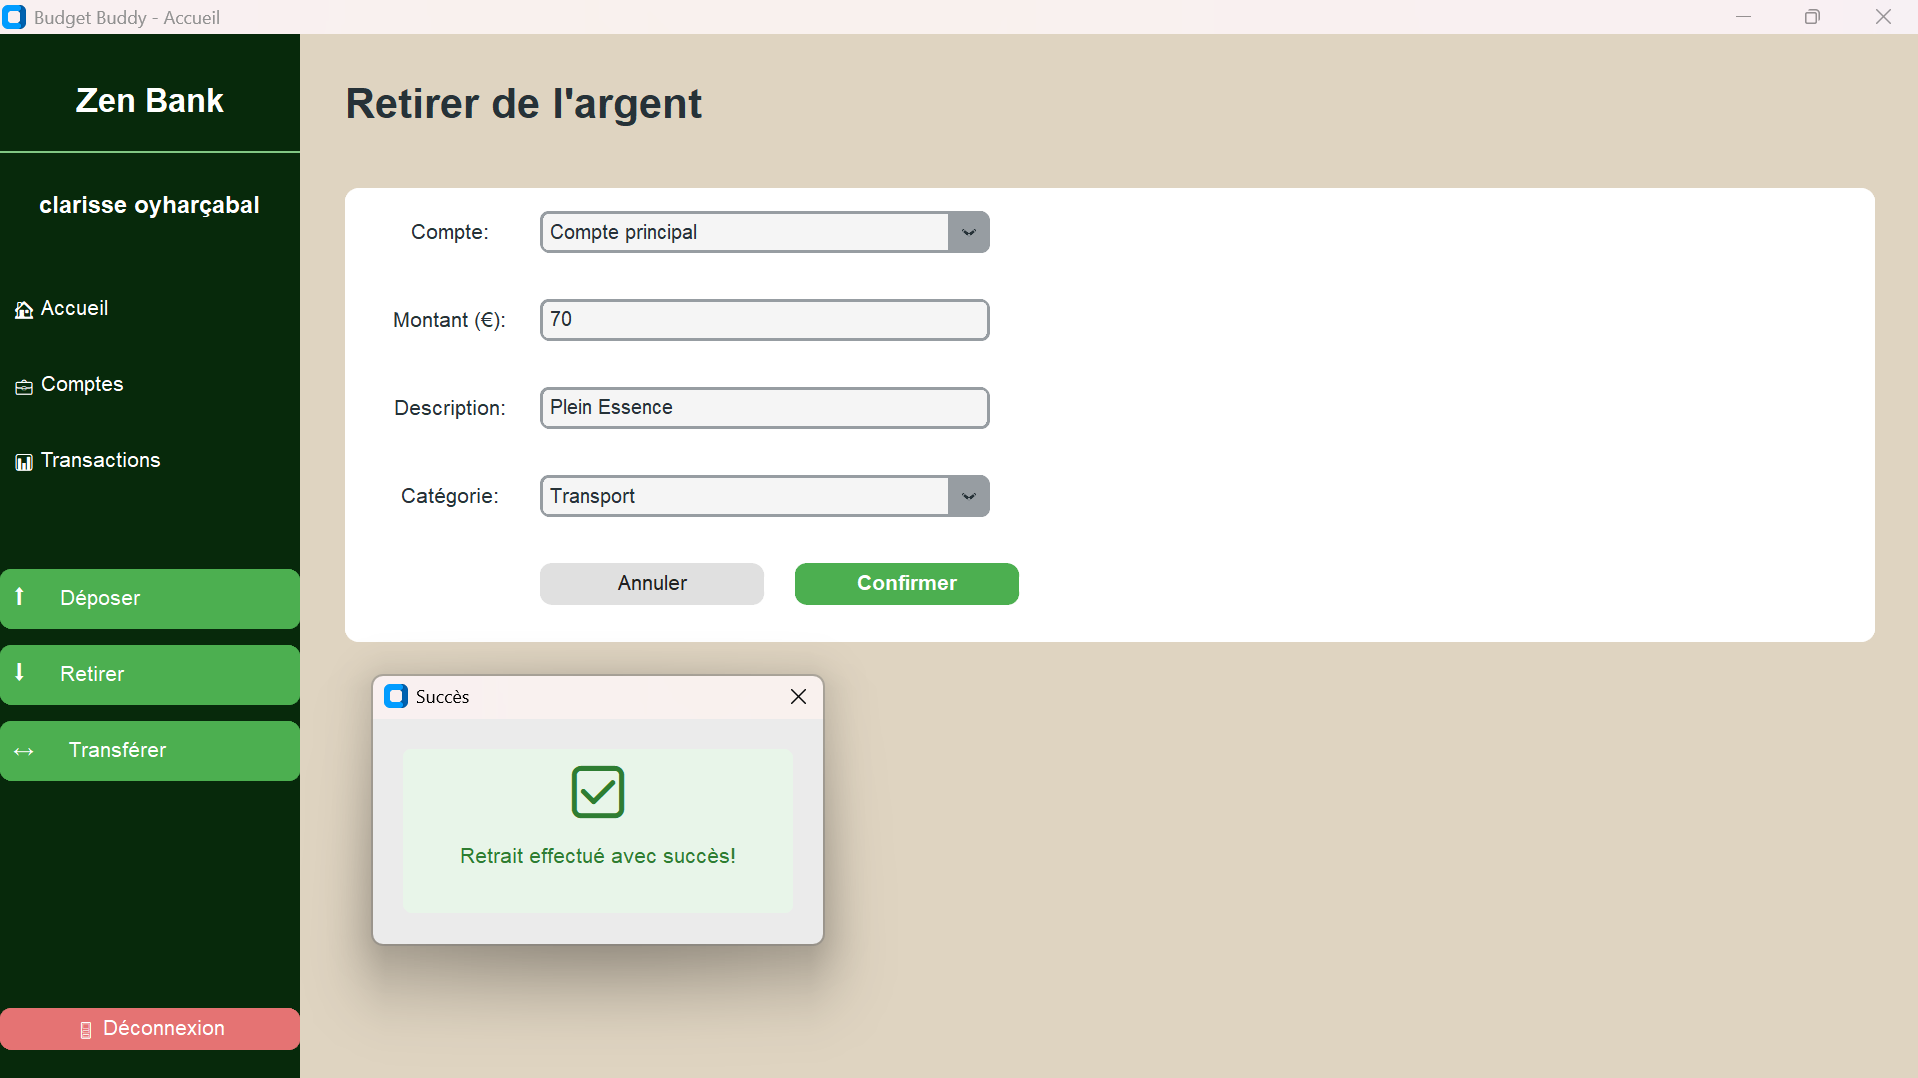 Budget Buddy - Accueil
Zen Bank
clarisse oyharçabal
Accueil
Comptes
Transactions
Déposer
Retirer
Transférer
Déconnexion
Retirer de l'argent
Compte: Compte principal
Montant (€): 70
Description: Plein Essence
Catégorie: Transport
Annuler Confirmer
Succès
Retrait effectué avec succès!